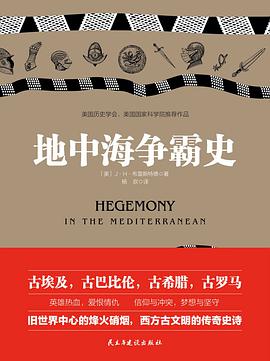 美国历史学会、美国国家科学院推荐作品
地中海争霸史
［美］J·H·布雷斯特德 著
杨欣 译
HEGEMONY
IN THE MEDITERRANEAN
古埃及，古巴比伦，古希腊，古罗马
英雄热血，爱恨情仇 信仰与冲突，梦想与坚守
旧世界中心的烽火硝烟，西方古文明的传奇史诗
民主与建设出版社